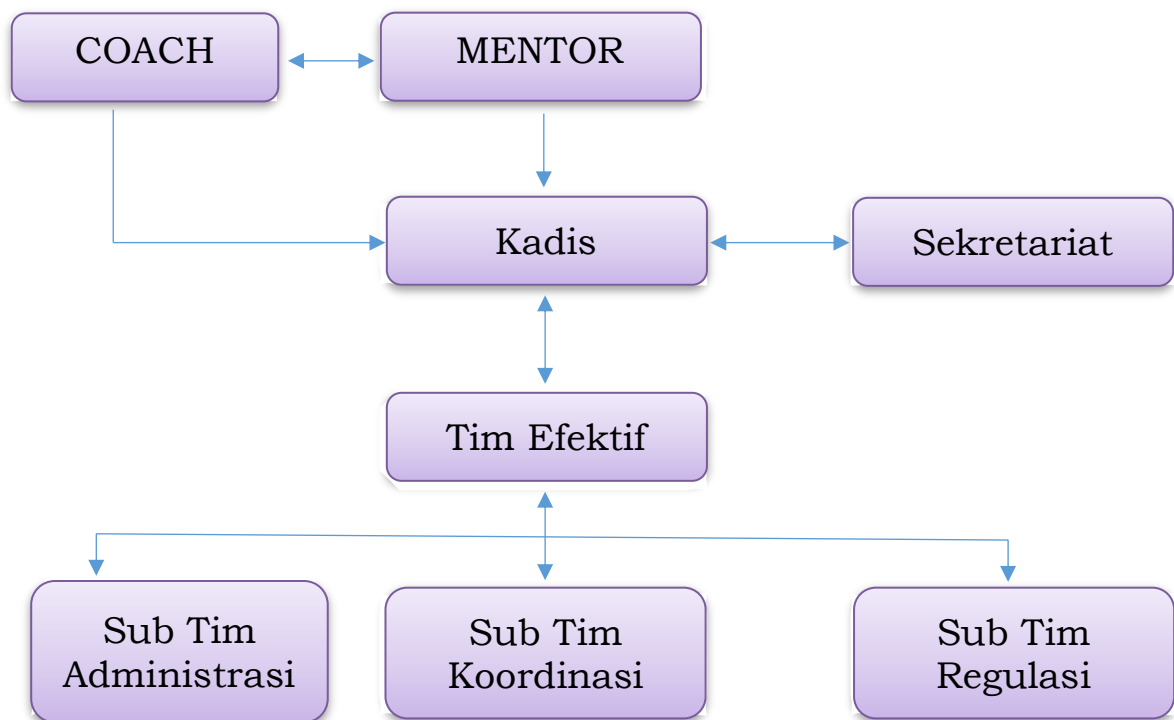 COACH
MENTOR
Kadis
Sekretariat
Tim Efektif
Sub Tim
Administrasi
Sub Tim
Koordinasi
Sub Tim
Regulasi